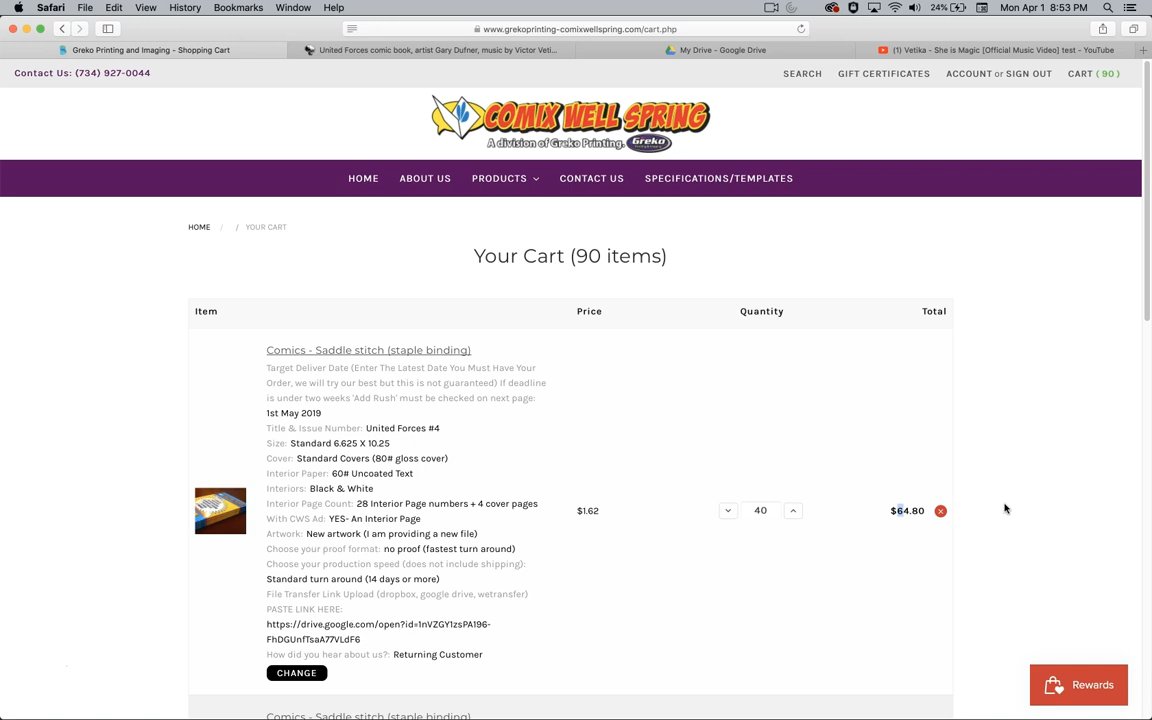 Safari File Edit View History Bookmarks Window Help 24% Mon Apr 1 8:53 PM
www.grekoprinting-comixwellspring.com/cart.php
Greko Printing and Imaging - Shopping Cart
United Forces comic book, artist Gary Dufner, music by Victor Veti...
My Drive - Google Drive
(1) Vetika - She is Magic [Official Music Video] test - YouTube
Contact Us: (734) 927-0044
SEARCH GIFT CERTIFICATES ACCOUNT or SIGN OUT CART ( 90 )
COMIX WELL SPRING
A division of Greko Printing.
Greko
HOME ABOUT US PRODUCTS CONTACT US SPECIFICATIONS/TEMPLATES
HOME / / YOUR CART
Your Cart (90 items)
Item Price Quantity Total
Comics - Saddle stitch (staple binding)
Target Deliver Date (Enter The Latest Date You Must Have Your
Order, we will try our best but this is not guaranteed) If deadline
is under two weeks 'Add Rush' must be checked on next page:
1st May 2019
Title & Issue Number: United Forces #4
Size: Standard 6.625 X 10.25
Cover: Standard Covers (80# gloss cover)
Interior Paper: 60# Uncoated Text
Interiors: Black & White
Interior Page Count: 28 Interior Page numbers + 4 cover pages
$1.62 40 $64.80
With CWS Ad: YES- An Interior Page
Artwork: New artwork (I am providing a new file)
Choose your proof format: no proof (fastest turn around)
Choose your production speed (does not include shipping):
Standard turn around (14 days or more)
File Transfer Link Upload (dropbox, google drive, wetransfer)
PASTE LINK HERE:
https://drive.google.com/open?id=1nVZGY1zsPA196-
FhDGUnfTsaA77VLdF6
How did you hear about us?: Returning Customer
CHANGE
Rewards
Comics - Saddle stitch (staple binding)